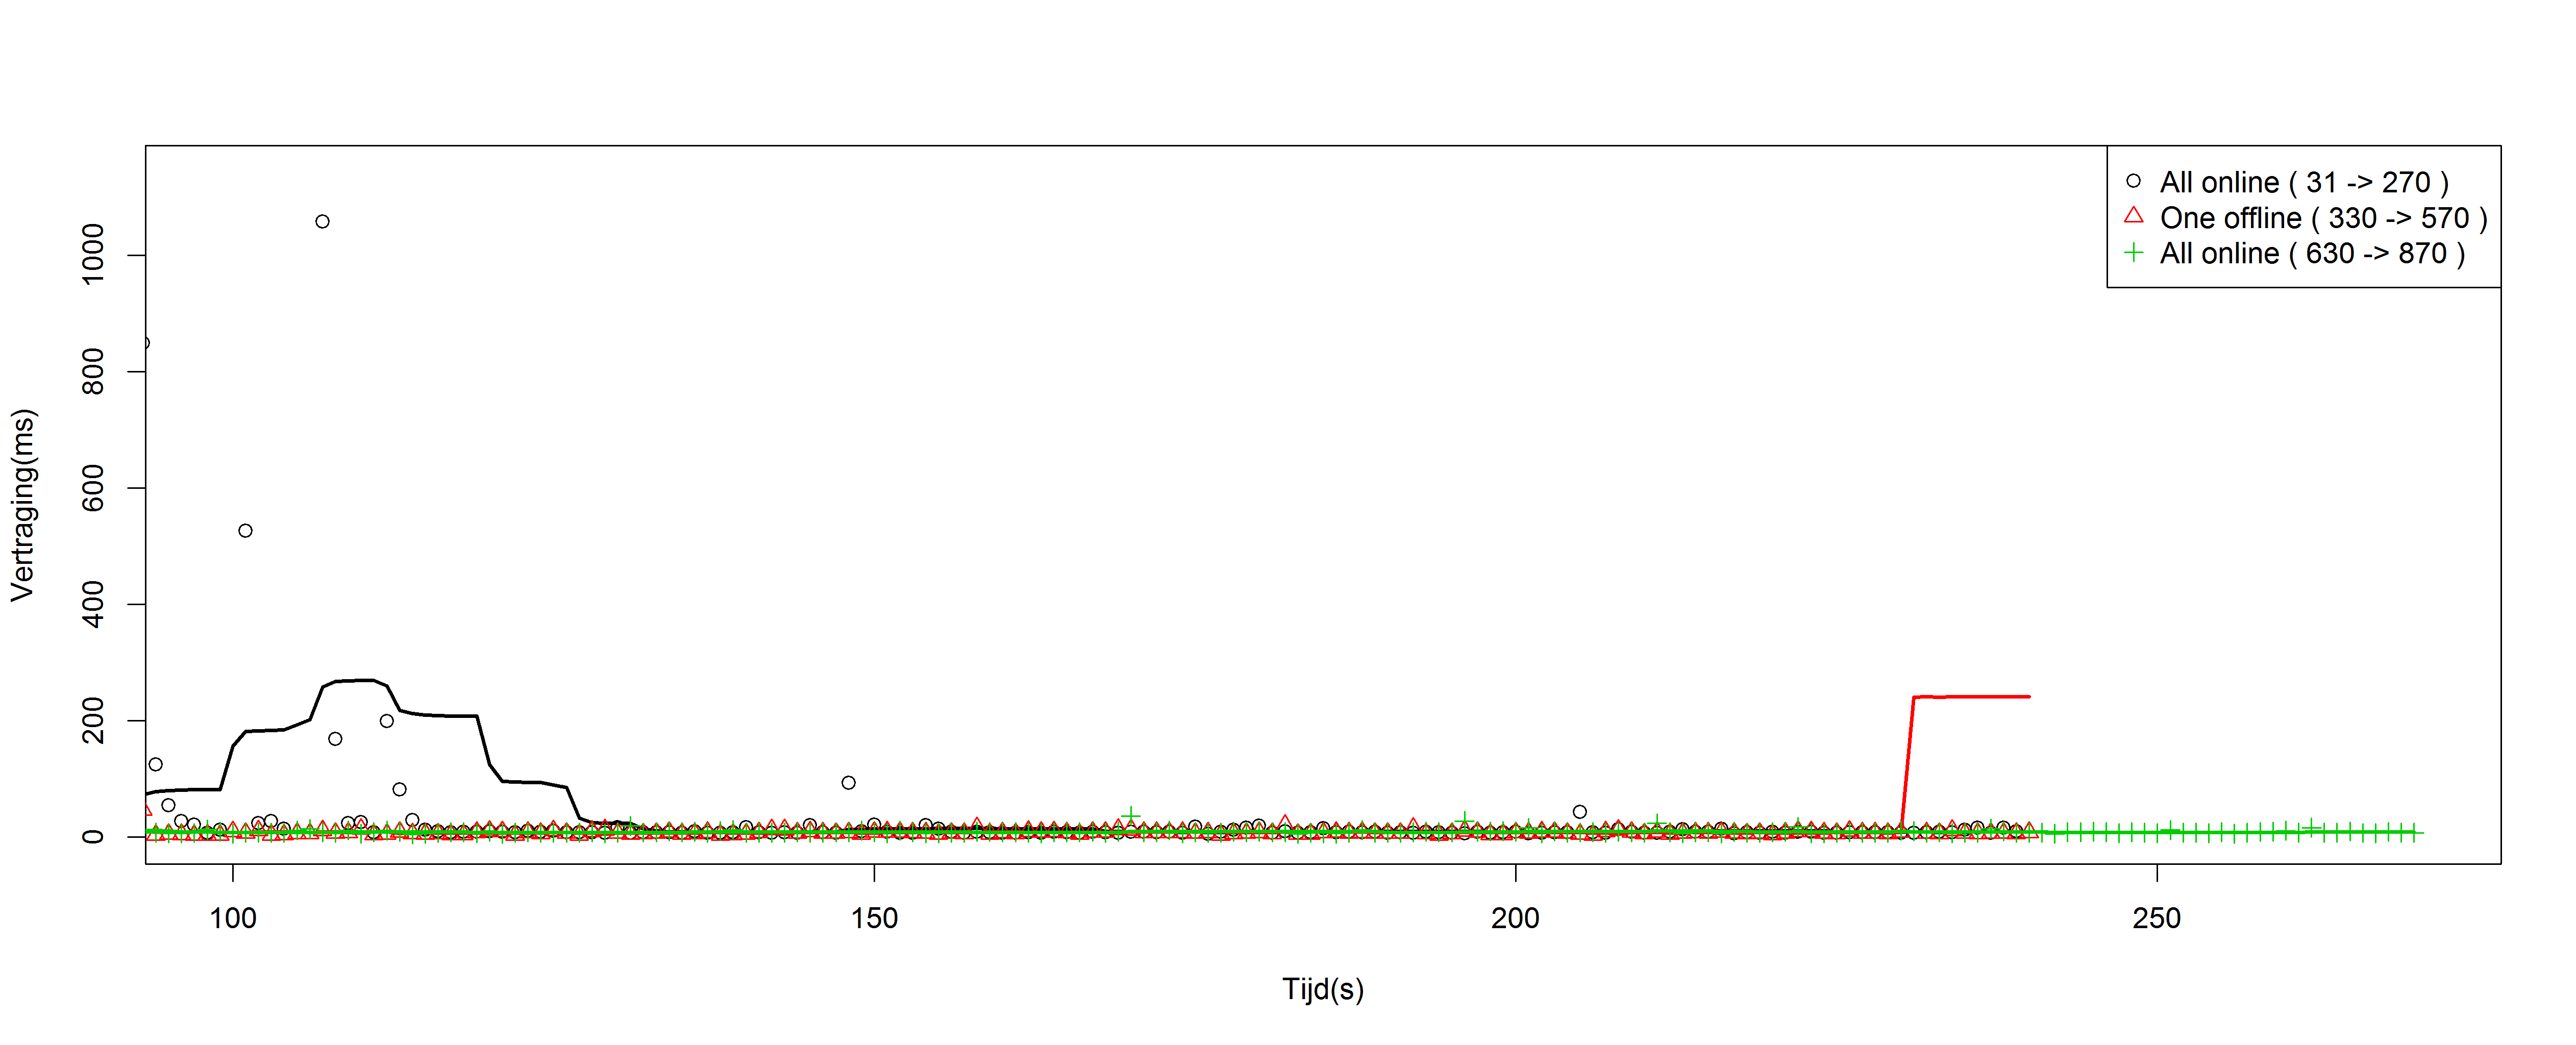 All online ( 31 -> 270 )
One offline ( 330 -> 570 )
All online ( 630 -> 870 )
Vertraging(ms)
1000
800
600
400
200
0
100 150 200 250
Tijd(s)